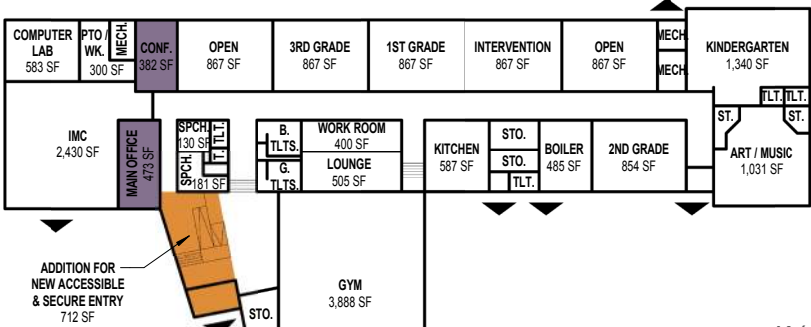 COMPUTER
LAB
583 SF
PTO /
WK.
300 SF
MECH.
CONF.
382 SF
OPEN
867 SF
3RD GRADE
867 SF
1ST GRADE
867 SF
INTERVENTION
867 SF
OPEN
867 SF
MECH.
MECH.
KINDERGARTEN
1,340 SF
TLT.
TLT.
ST.
ST.
ART / MUSIC
1,031 SF
IMC
2,430 SF
MAIN OFFICE
473 SF
SPCH.
130 SF
TLT.
T.
SPCH.
181 SF
B.
TLTS.
G.
TLTS.
WORK ROOM
400 SF
LOUNGE
505 SF
KITCHEN
587 SF
STO.
STO.
TLT.
BOILER
485 SF
2ND GRADE
854 SF
ADDITION FOR
NEW ACCESSIBLE
& SECURE ENTRY
712 SF
STO.
GYM
3,888 SF